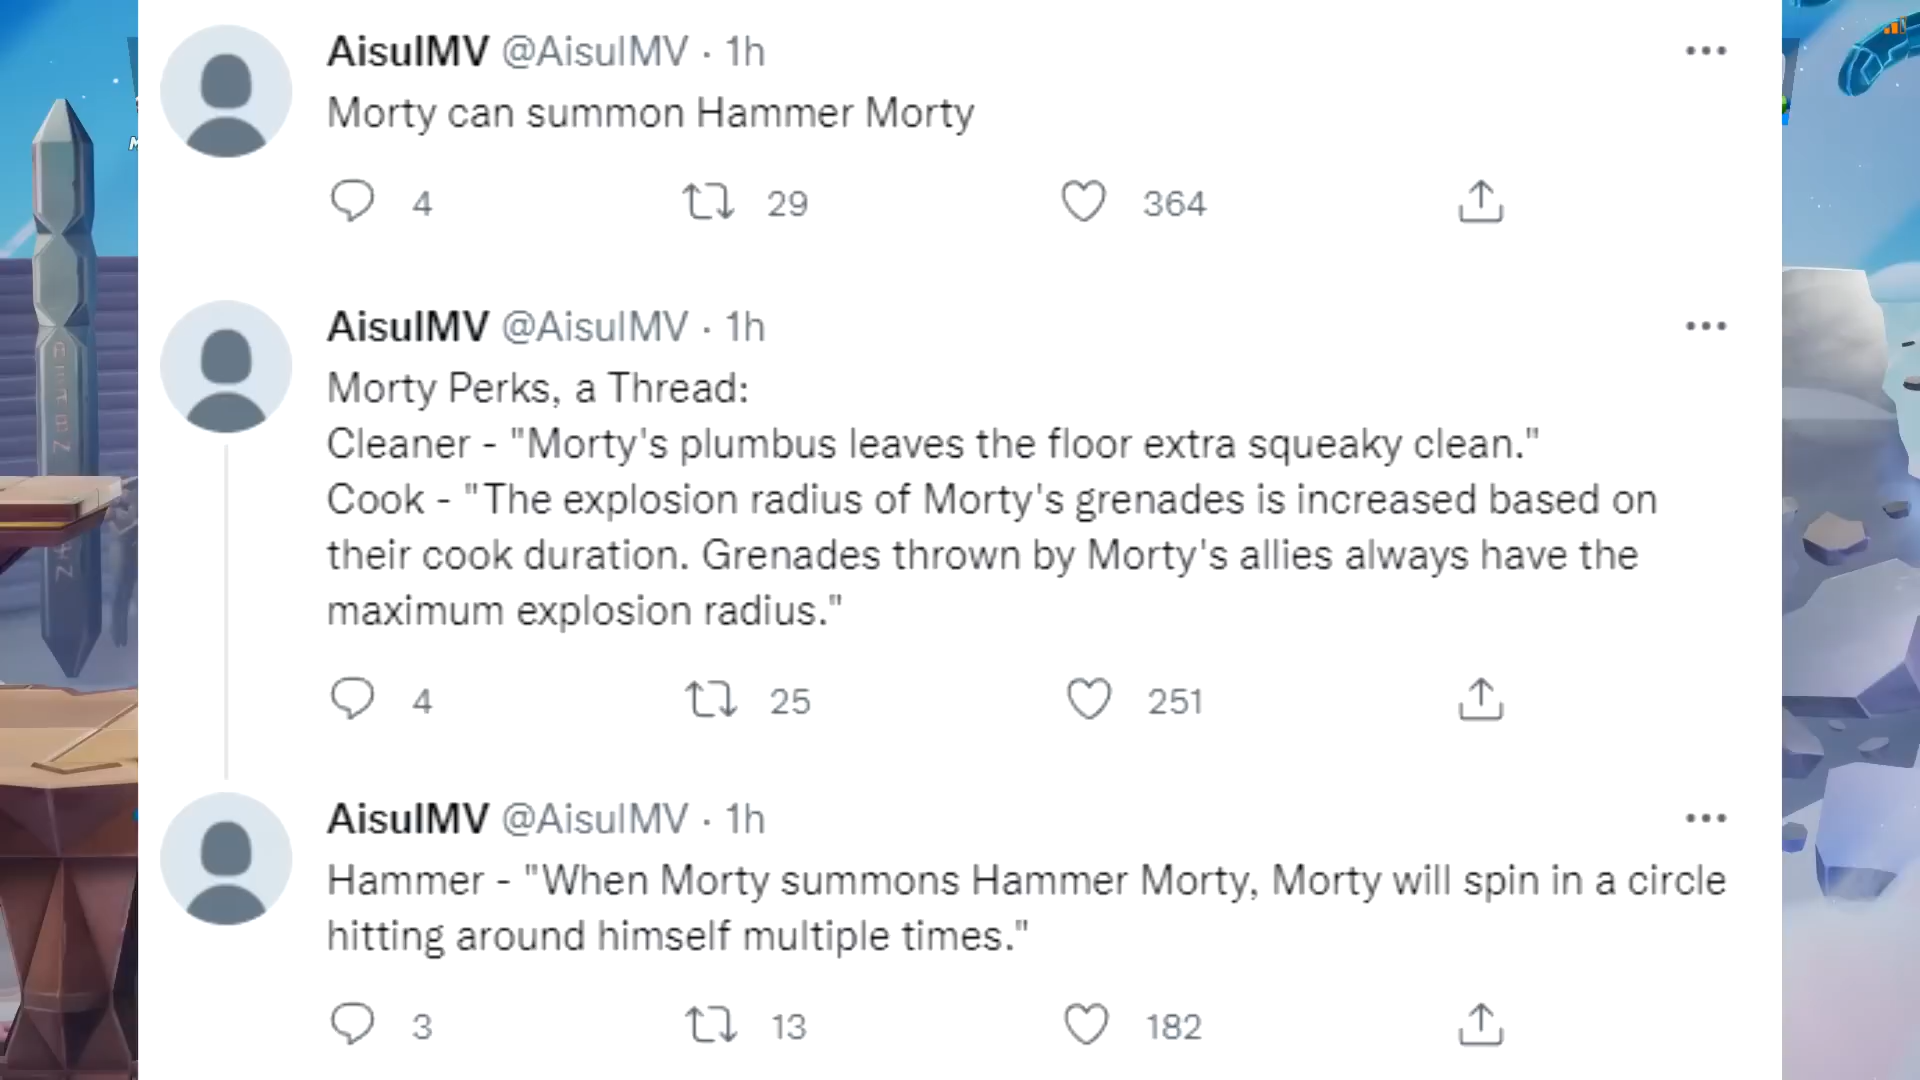 AisulMV @AisulMV · 1h
Morty can summon Hammer Morty
4 29 364
AisulMV @AisulMV · 1h
Morty Perks, a Thread:
Cleaner - "Morty's plumbus leaves the floor extra squeaky clean."
Cook - "The explosion radius of Morty's grenades is increased based on
their cook duration. Grenades thrown by Morty's allies always have the
maximum explosion radius."
4 25 251
AisulMV @AisulMV · 1h
Hammer - "When Morty summons Hammer Morty, Morty will spin in a circle
hitting around himself multiple times."
3 13 182